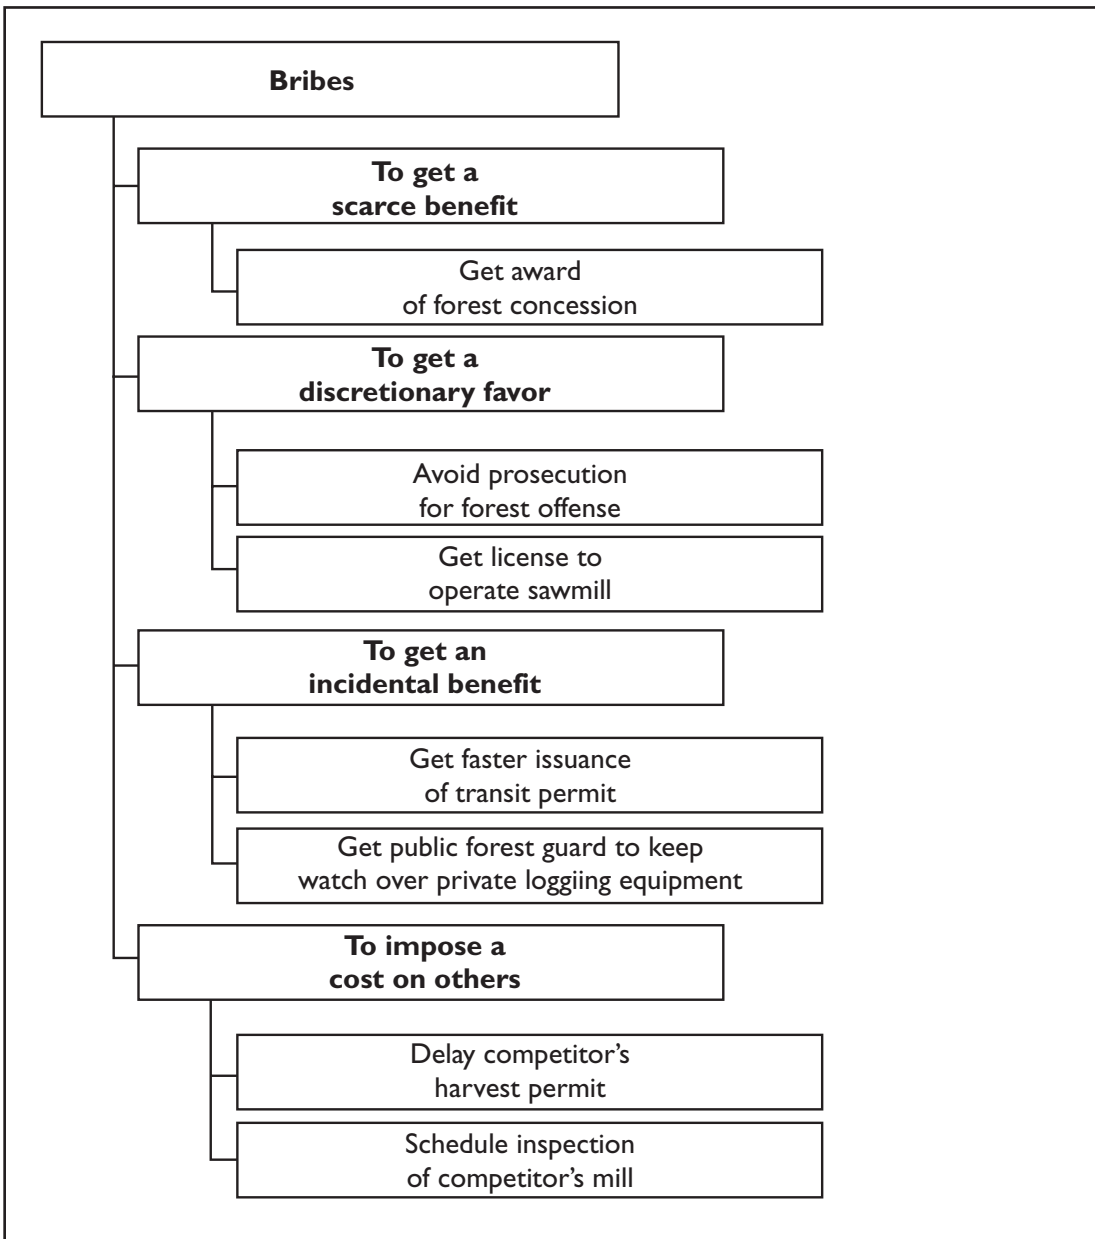 Bribes
To get a
scarce benefit
Get award
of forest concession
To get a
discretionary favor
Avoid prosecution
for forest offense
Get license to
operate sawmill
To get an
incidental benefit
Get faster issuance
of transit permit
Get public forest guard to keep
watch over private loggiing equipment
To impose a
cost on others
Delay competitor’s
harvest permit
Schedule inspection
of competitor’s mill